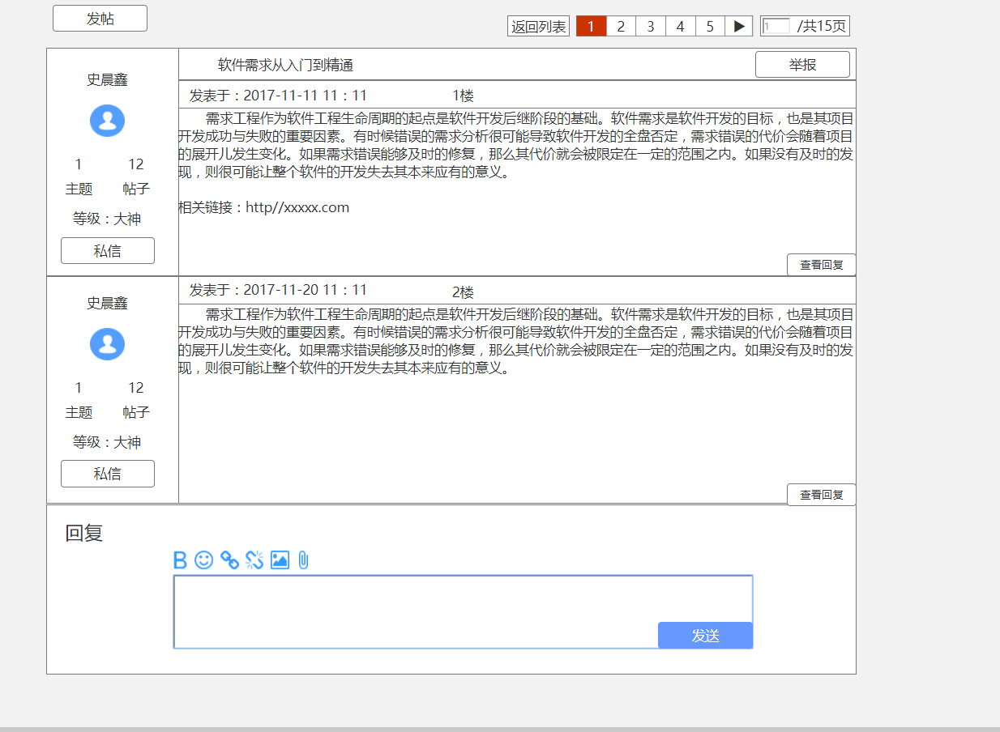 发帖
返回列表 1 2 3 4 5 ▶ 1 /共15页
史晨鑫
1 12
主题 帖子
等级：大神
私信
软件需求从入门到精通 举报
发表于：2017-11-11 11：11 1楼
需求工程作为软件工程生命周期的起点是软件开发后继阶段的基础。软件需求是软件开发的目标，也是其项目
开发成功与失败的重要因素。有时候错误的需求分析很可能导致软件开发的全盘否定，需求错误的代价会随着项目
的展开儿发生变化。如果需求错误能够及时的修复，那么其代价就会被限定在一定的范围之内。如果没有及时的发
现，则很可能让整个软件的开发失去其本来应有的意义。
相关链接：http//xxxxx.com
查看回复
史晨鑫
1 12
主题 帖子
等级：大神
私信
发表于：2017-11-20 11：11 2楼
需求工程作为软件工程生命周期的起点是软件开发后继阶段的基础。软件需求是软件开发的目标，也是其项目
开发成功与失败的重要因素。有时候错误的需求分析很可能导致软件开发的全盘否定，需求错误的代价会随着项目
的展开儿发生变化。如果需求错误能够及时的修复，那么其代价就会被限定在一定的范围之内。如果没有及时的发
现，则很可能让整个软件的开发失去其本来应有的意义。
查看回复
回复
B
发送